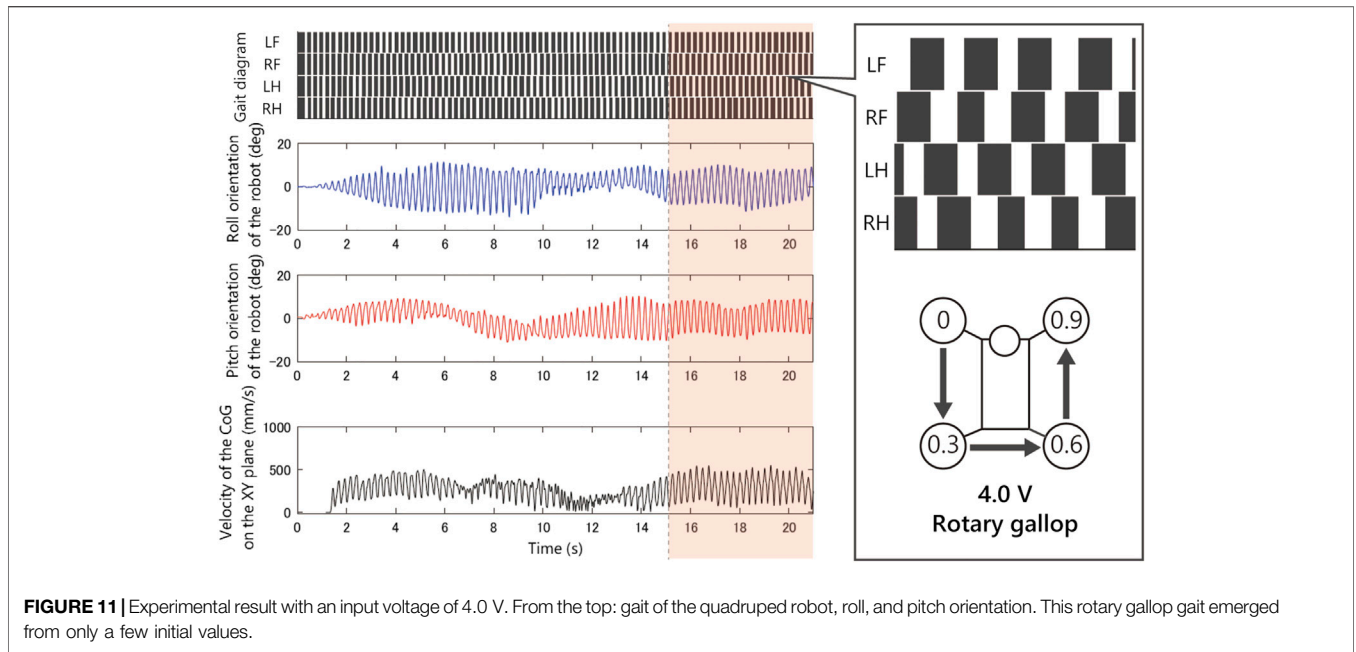 Gait diagram
LF
RF
LH
RH
Roll orientation
of the robot (deg)
20
0
-20
0 2 4 6 8 10 12 14 16 18 20
Pitch orientation
of the robot (deg)
20
0
-20
0 2 4 6 8 10 12 14 16 18 20
Velocity of the CoG
on the XY plane (mm/s)
1000
500
0
0 2 4 6 8 10 12 14 16 18 20
Time (s)
LF
RF
LH
RH
0 0.9
0.3 0.6
4.0 V
Rotary gallop
FIGURE 11 | Experimental result with an input voltage of 4.0 V. From the top: gait of the quadruped robot, roll, and pitch orientation. This rotary gallop gait emerged
from only a few initial values.